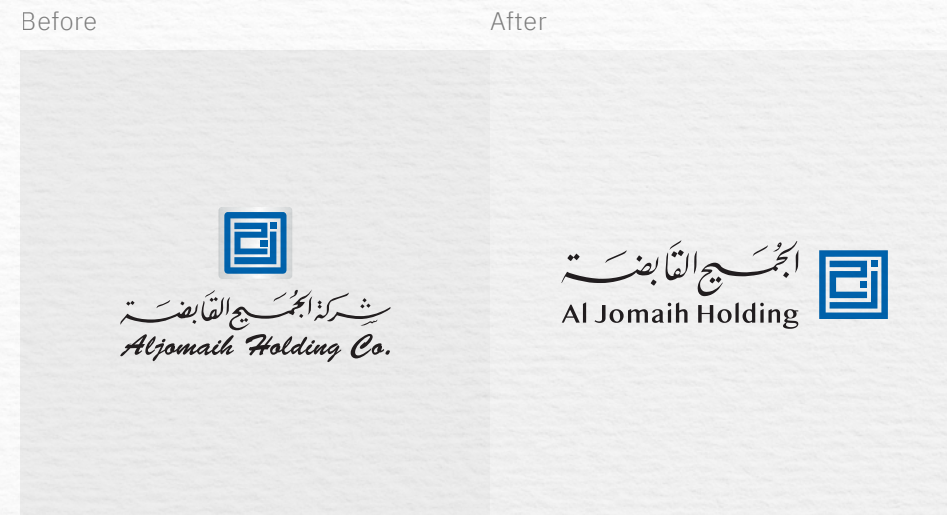 Before
After
شركة الجميح القابضة
Aljomaih Holding Co.
الجميح القابضة
Al Jomaih Holding